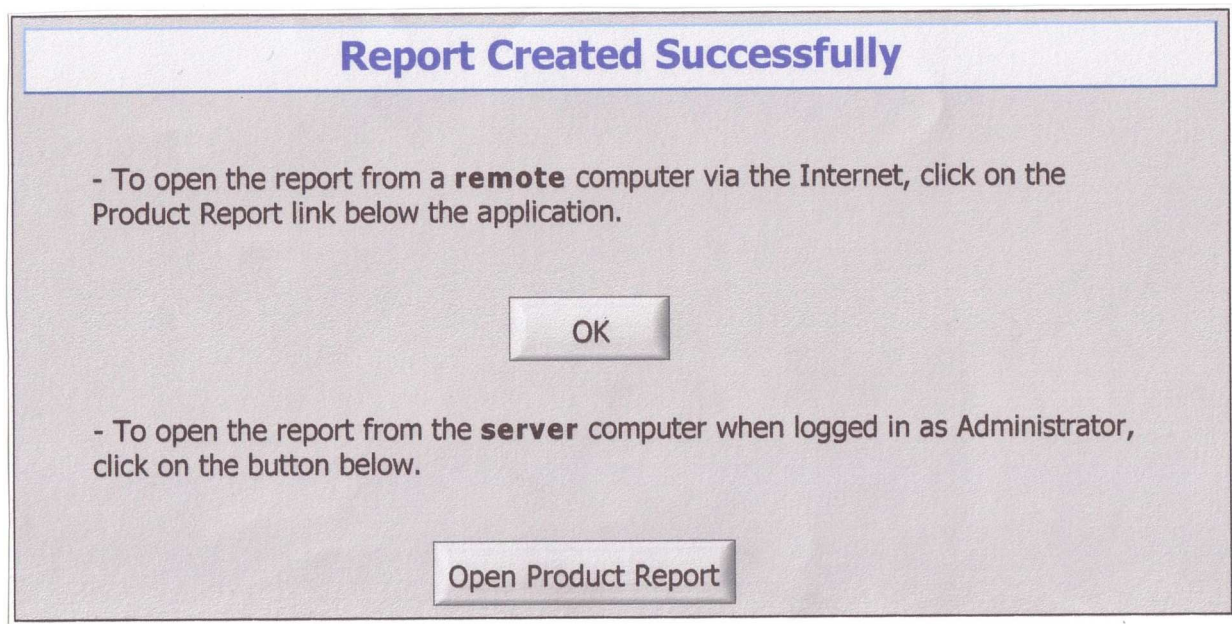 Report Created Successfully
- To open the report from a remote computer via the Internet, click on the
Product Report link below the application.
OK
- To open the report from the server computer when logged in as Administrator,
click on the button below.
Open Product Report